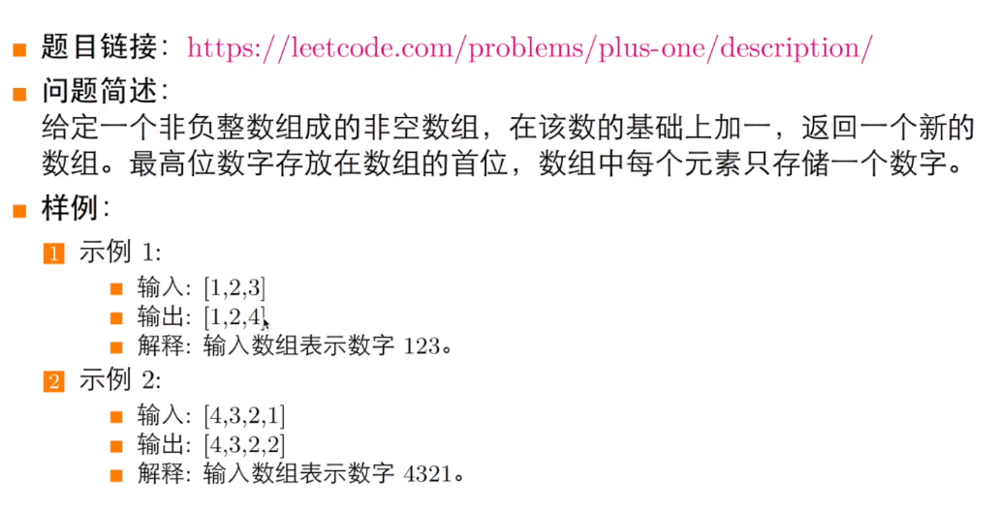 题目链接：https://leetcode.com/problems/plus-one/description/
问题简述：
给定一个非负整数组成的非空数组，在该数的基础上加一，返回一个新的
数组。最高位数字存放在数组的首位，数组中每个元素只存储一个数字。
样例：
1 示例 1:
输入: [1,2,3]
输出: [1,2,4]
解释: 输入数组表示数字 123。
2 示例 2:
输入: [4,3,2,1]
输出: [4,3,2,2]
解释: 输入数组表示数字 4321。